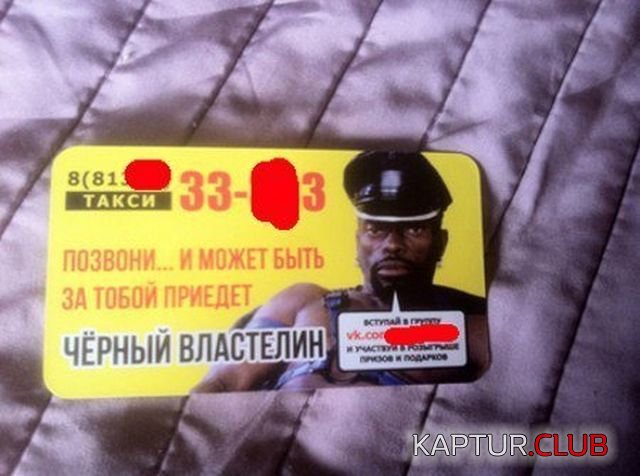 8(81
ТАКСИ
33- 3
ПОЗВОНИ... И МОЖЕТ БЫТЬ
ЗА ТОБОЙ ПРИЕДЕТ
ЧЁРНЫЙ ВЛАСТЕЛИН
ВСТУПАЙ В ГРУППУ
vk.co
И УЧАСТВУЙ В РОЗЫГРЫШЕ
ПРИЗОВ И ПОДАРКОВ
KAPTUR.CLUB